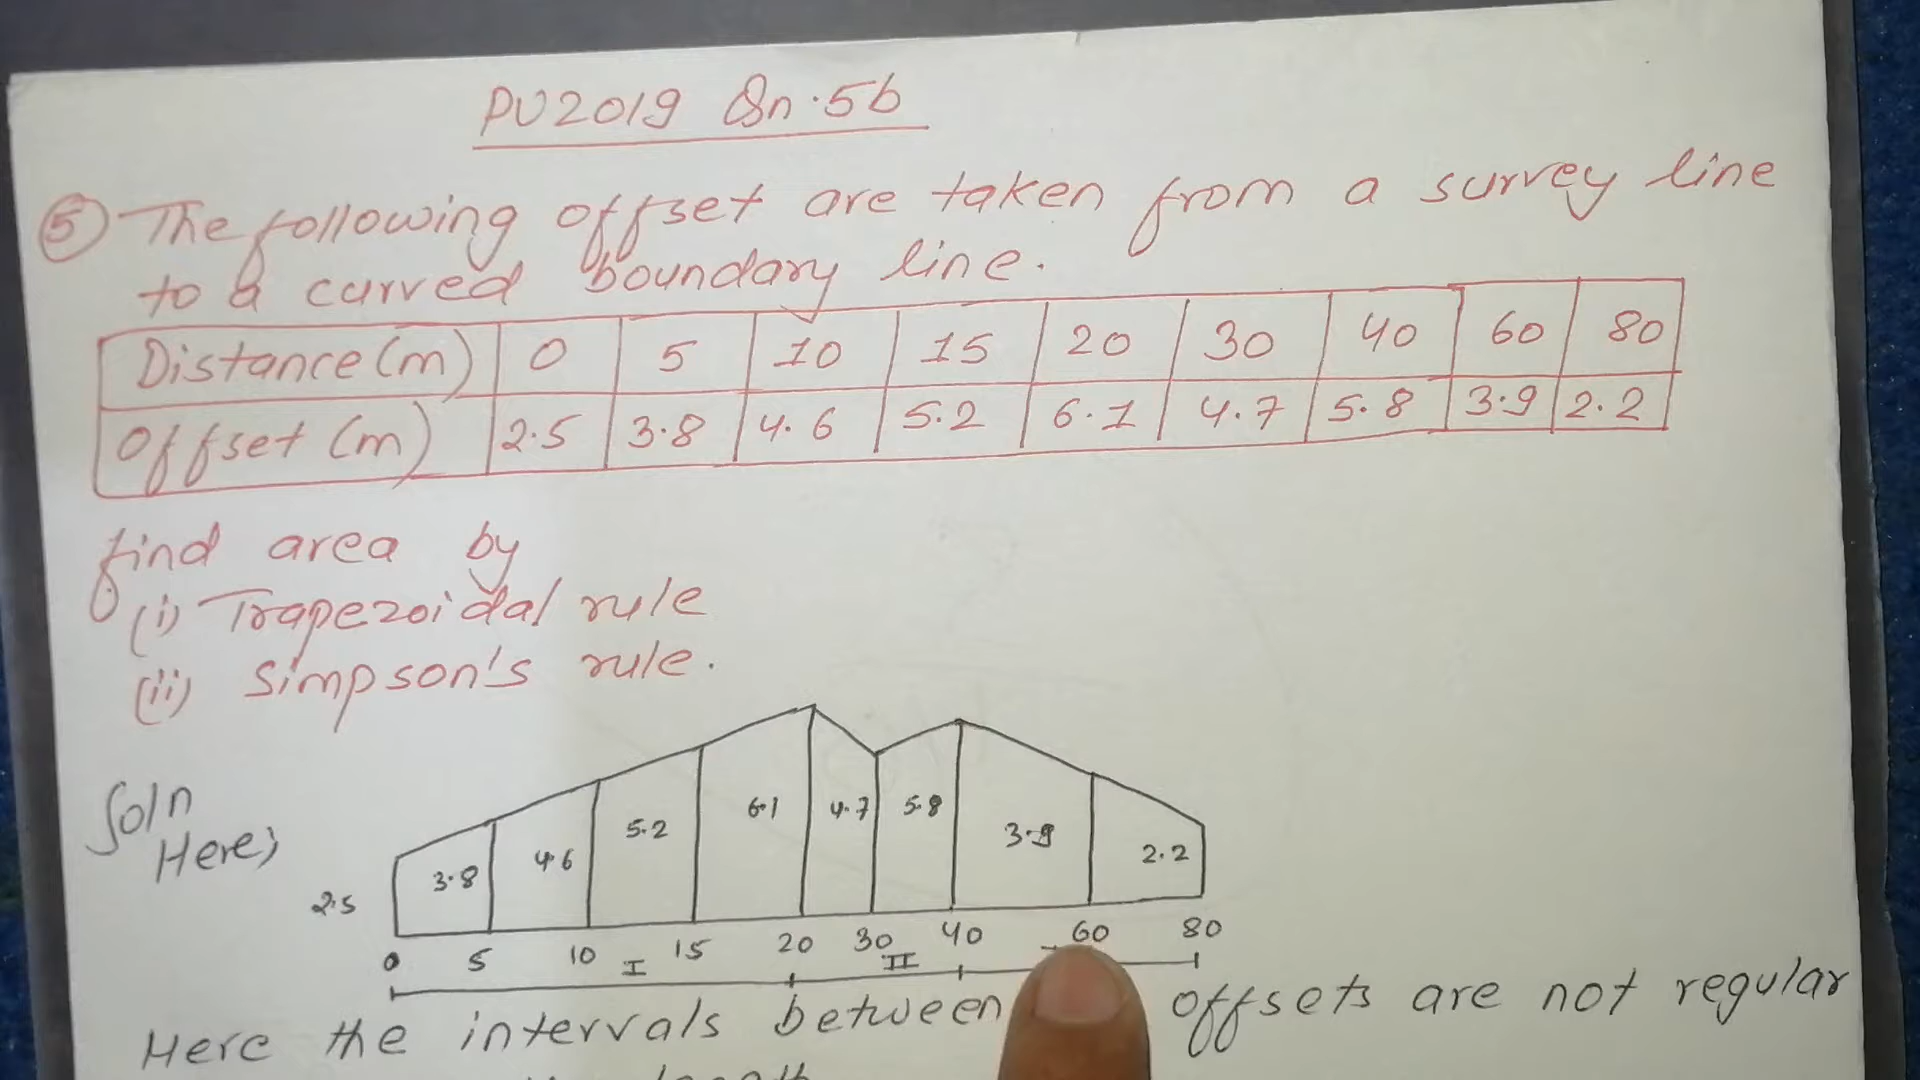 PU2019 Qn.5b
⑤ The following offset are taken from a survey line
to a curved boundary line.
Distance (m) 0 5 10 15 20 30 40 60 80
Offset (m) 2.5 3.8 4.6 5.2 6.1 4.7 5.8 3.9 2.2
find area by
(i) Trapezoidal rule
(ii) Simpson's rule.
Soln
Here,
2.5 3.8 4.6 5.2 6.1 4.7 5.8 3.9 2.2
0 5 10 15 20 30 40 60 80
I II
Here the intervals between offsets are not regular